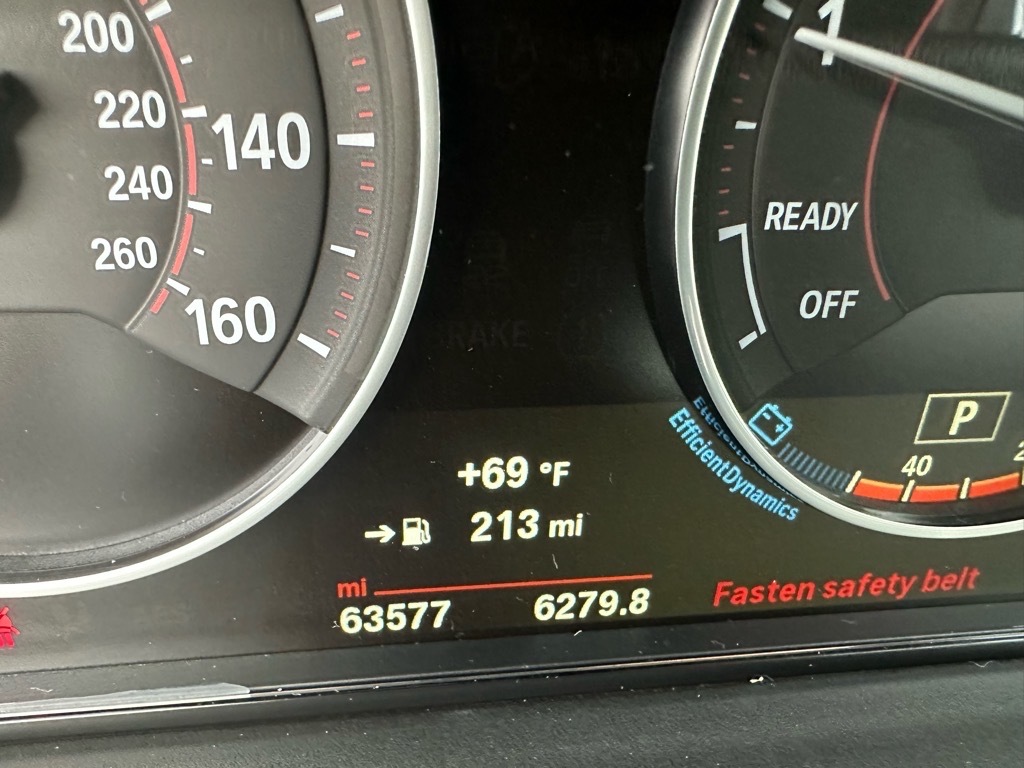 200
220
240
260
140
160
1
READY
OFF
P
40
EfficientDynamics
+69 °F
213 mi
mi
63577
6279.8
Fasten safety belt